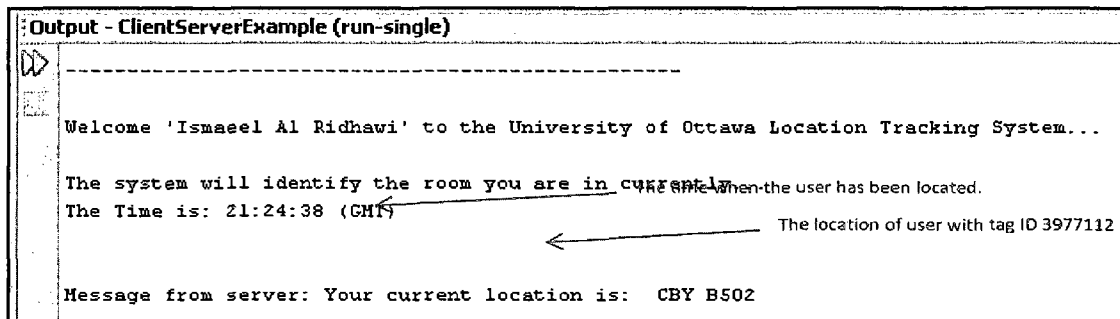 Output - ClientServerExample (run-single)
--------------------------------------------------
Welcome 'Ismaeel Al Ridhawi' to the University of Ottawa Location Tracking System...
The system will identify the room you are in currently
The time when the user has been located.
The Time is: 21:24:38 (GMT)
The location of user with tag ID 3977112
Message from server: Your current location is: CBY B502